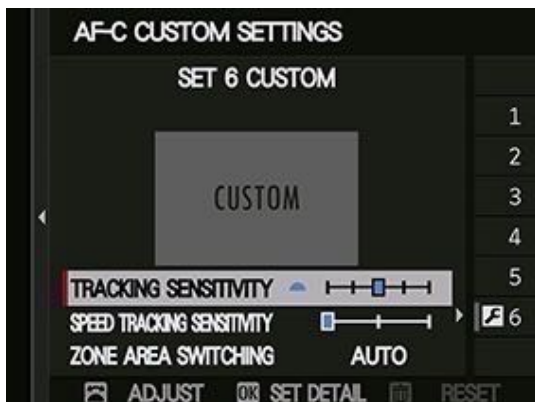 AF-C CUSTOM SETTINGS
SET 6 CUSTOM
CUSTOM
TRACKING SENSITIVITY
SPEED TRACKING SENSITIVITY
ZONE AREA SWITCHING AUTO
1
2
3
4
5
6
ADJUST OK SET DETAIL RESET